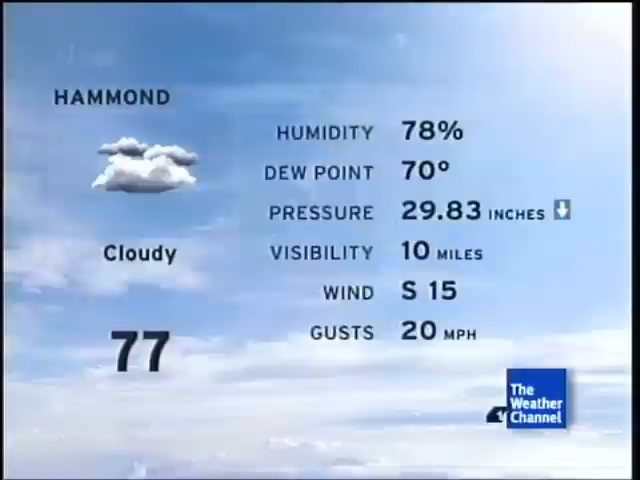 HAMMOND
Cloudy
77
HUMIDITY 78%
DEW POINT 70°
PRESSURE 29.83 INCHES
VISIBILITY 10 MILES
WIND S 15
GUSTS 20 MPH
The
Weather
Channel